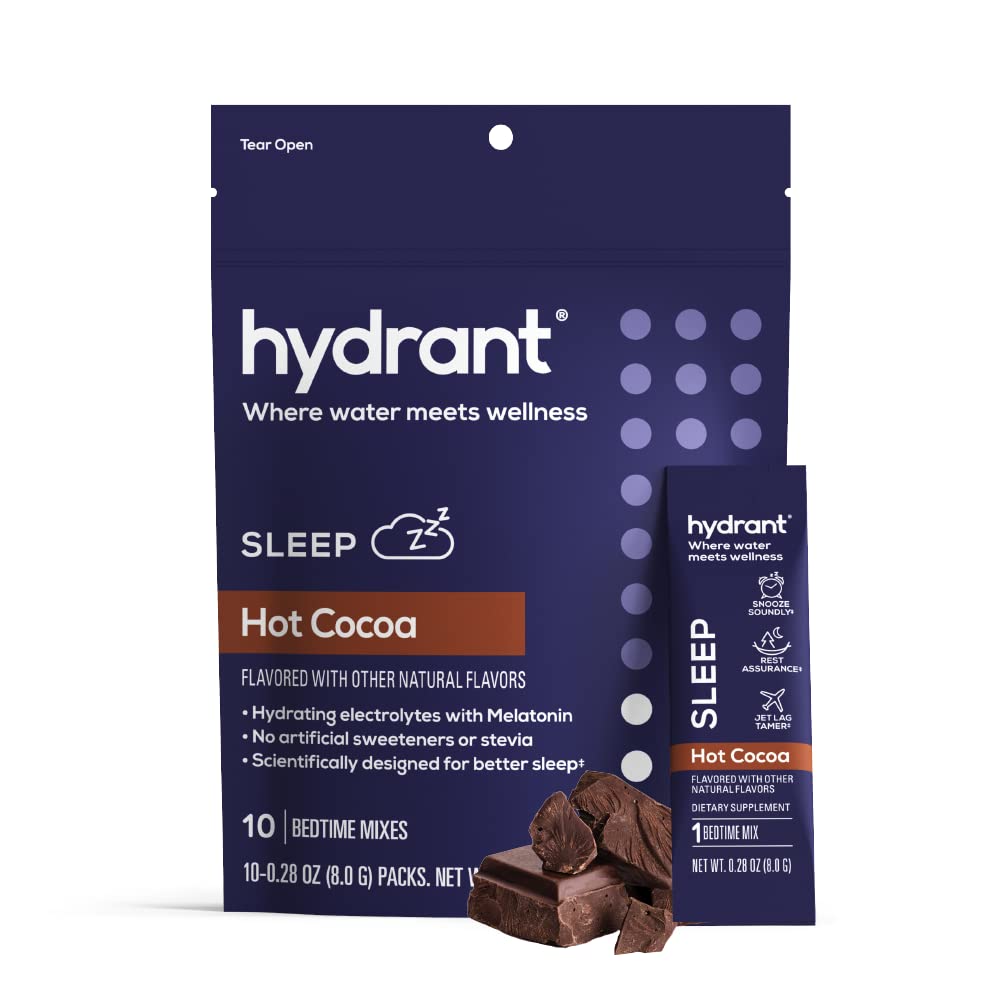 Tear Open
hydrant®
Where water meets wellness
SLEEP
zzz
Hot Cocoa
FLAVORED WITH OTHER NATURAL FLAVORS
• Hydrating electrolytes with Melatonin
• No artificial sweeteners or stevia
• Scientifically designed for better sleep‡
10 | BEDTIME MIXES
10-0.28 OZ (8.0 G) PACKS. NET
hydrant®
Where water
meets wellness
SNOOZE
SOUNDLY‡
REST
ASSURANCE‡
JET LAG
TAMER‡
SLEEP
Hot Cocoa
FLAVORED WITH OTHER
NATURAL FLAVORS
DIETARY SUPPLEMENT
1 BEDTIME MIX
NET WT. 0.28 OZ (8.0 G)